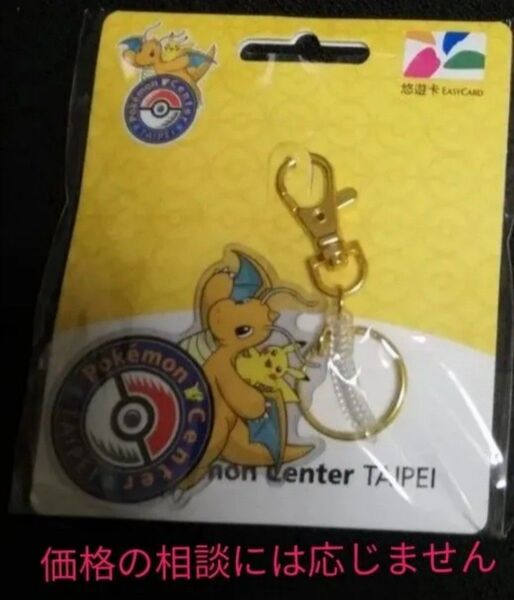 Pokémon Center
TAIPEI
悠遊卡 EASYCARD
Pokémon Center
TAIPEI
mon Center TAIPEI
価格の相談には応じません